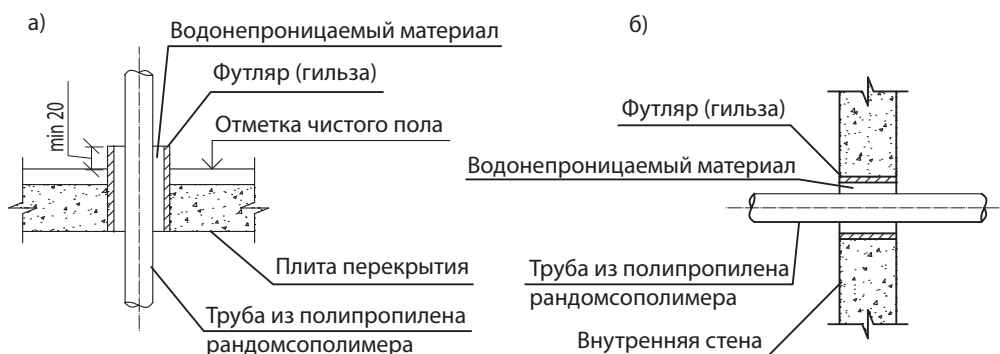 а)
Водонепроницаемый материал
Футляр (гильза)
Отметка чистого пола
min 20
Плита перекрытия
Труба из полипропилена
рандомсополимера
б)
Футляр (гильза)
Водонепроницаемый материал
Труба из полипропилена
рандомсополимера
Внутренняя стена